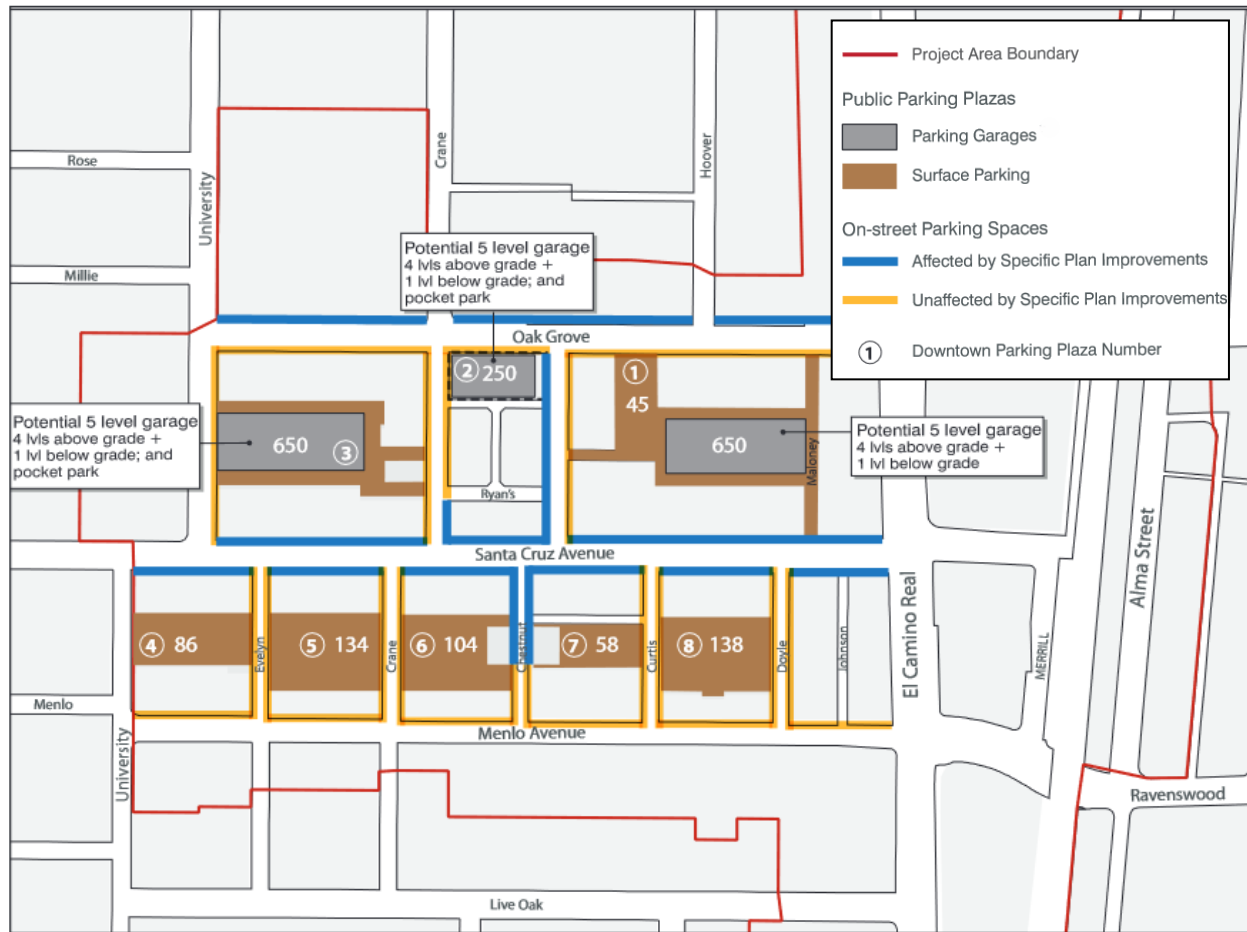 Project Area Boundary
Public Parking Plazas
Parking Garages
Surface Parking
On-street Parking Spaces
Affected by Specific Plan Improvements
Unaffected by Specific Plan Improvements
1 Downtown Parking Plaza Number
Rose
University
Crane
Hoover
Millie
Potential 5 level garage
4 lvls above grade +
1 lvl below grade; and
pocket park
Oak Grove
2 250
1
45
Potential 5 level garage
4 lvls above grade +
1 lvl below grade; and
pocket park
650 3
650
Maloney
Potential 5 level garage
4 lvls above grade +
1 lvl below grade
Ryan's
Santa Cruz Avenue
El Camino Real
Alma Street
MERRILL
4 86
Evelyn
5 134
Crane
6 104
Chestnut
7 58
Curtis
8 138
Doyle
Johnson
Menlo
Menlo Avenue
University
Ravenswood
Live Oak